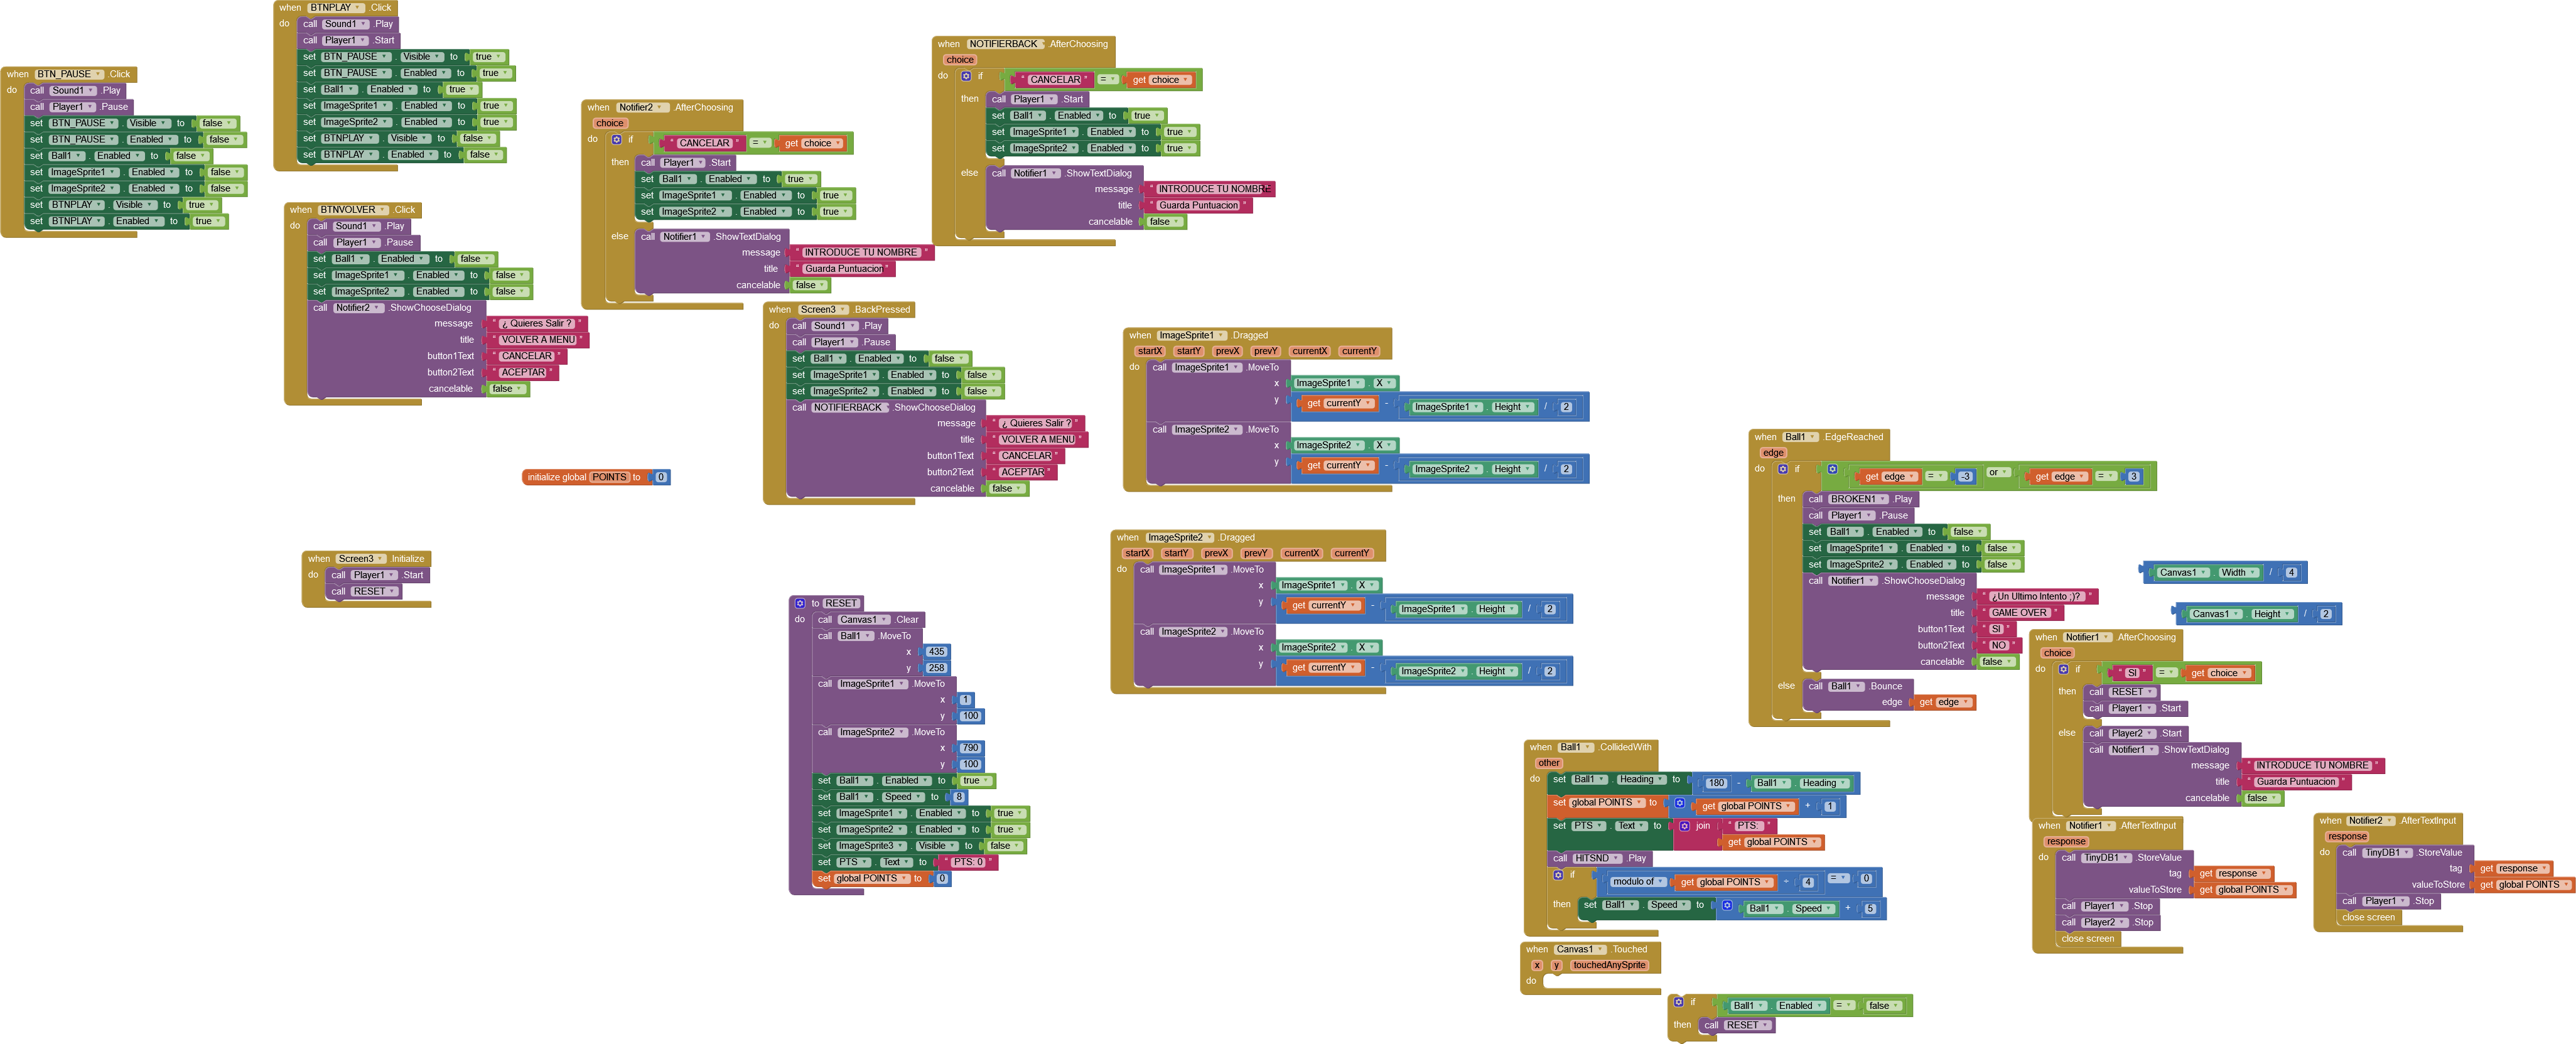 when BTN_PAUSE .Click
do call Sound1 .Play
call Player1 .Pause
set BTN_PAUSE . Visible to false
set BTN_PAUSE . Enabled to false
set Ball1 . Enabled to false
set ImageSprite1 . Enabled to false
set ImageSprite2 . Enabled to false
set BTNPLAY . Visible to true
set BTNPLAY . Enabled to true
when BTNPLAY .Click
do call Sound1 .Play
call Player1 .Start
set BTN_PAUSE . Visible to true
set BTN_PAUSE . Enabled to true
set Ball1 . Enabled to true
set ImageSprite1 . Enabled to true
set ImageSprite2 . Enabled to true
set BTNPLAY . Visible to false
set BTNPLAY . Enabled to false
when BTNVOLVER .Click
do call Sound1 .Play
call Player1 .Pause
set Ball1 . Enabled to false
set ImageSprite1 . Enabled to false
set ImageSprite2 . Enabled to false
call Notifier2 .ShowChooseDialog
message " ¿ Quieres Salir ? "
title " VOLVER A MENU "
button1Text " CANCELAR "
button2Text " ACEPTAR "
cancelable false
when Notifier2 .AfterChoosing
choice
do if " CANCELAR " = get choice
then call Player1 .Start
set Ball1 . Enabled to true
set ImageSprite1 . Enabled to true
set ImageSprite2 . Enabled to true
else call Notifier1 .ShowTextDialog
message " INTRODUCE TU NOMBRE "
title " Guarda Puntuacion "
cancelable false
when NOTIFIERBACK .AfterChoosing
choice
do if " CANCELAR " = get choice
then call Player1 .Start
set Ball1 . Enabled to true
set ImageSprite1 . Enabled to true
set ImageSprite2 . Enabled to true
else call Notifier1 .ShowTextDialog
message " INTRODUCE TU NOMBRE "
title " Guarda Puntuacion "
cancelable false
when Screen3 .BackPressed
do call Sound1 .Play
call Player1 .Pause
set Ball1 . Enabled to false
set ImageSprite1 . Enabled to false
set ImageSprite2 . Enabled to false
call NOTIFIERBACK .ShowChooseDialog
message " ¿ Quieres Salir ? "
title " VOLVER A MENU "
button1Text " CANCELAR "
button2Text " ACEPTAR "
cancelable false
initialize global POINTS to 0
when Screen3 .Initialize
do call Player1 .Start
call RESET
to RESET
do call Canvas1 .Clear
call Ball1 .MoveTo
x 435
y 258
call ImageSprite1 .MoveTo
x 1
y 100
call ImageSprite2 .MoveTo
x 790
y 100
set Ball1 . Enabled to true
set Ball1 . Speed to 8
set ImageSprite1 . Enabled to true
set ImageSprite2 . Enabled to true
set ImageSprite3 . Visible to false
set PTS . Text to " PTS: 0 "
set global POINTS to 0
when ImageSprite1 .Dragged
startX startY prevX prevY currentX currentY
do call ImageSprite1 .MoveTo
x ImageSprite1 . X
y get currentY - ImageSprite1 . Height / 2
call ImageSprite2 .MoveTo
x ImageSprite2 . X
y get currentY - ImageSprite2 . Height / 2
when ImageSprite2 .Dragged
startX startY prevX prevY currentX currentY
do call ImageSprite1 .MoveTo
x ImageSprite1 . X
y get currentY - ImageSprite1 . Height / 2
call ImageSprite2 .MoveTo
x ImageSprite2 . X
y get currentY - ImageSprite2 . Height / 2
when Ball1 .EdgeReached
edge
do if get edge = -3 or get edge = 3
then call BROKEN1 .Play
call Player1 .Pause
set Ball1 . Enabled to false
set ImageSprite1 . Enabled to false
set ImageSprite2 . Enabled to false
call Notifier1 .ShowChooseDialog
message " ¿Un Ultimo Intento ;)? "
title " GAME OVER "
button1Text " SI "
button2Text " NO "
cancelable false
else call Ball1 .Bounce
edge get edge
Canvas1 . Width / 4
Canvas1 . Height / 2
when Notifier1 .AfterChoosing
choice
do if " SI " = get choice
then call RESET
call Player1 .Start
else call Player2 .Start
call Notifier1 .ShowTextDialog
message " INTRODUCE TU NOMBRE "
title " Guarda Puntuacion "
cancelable false
when Ball1 .CollidedWith
other
do set Ball1 . Heading to 180 - Ball1 . Heading
set global POINTS to get global POINTS + 1
set PTS . Text to join " PTS: "
get global POINTS
call HITSND .Play
if modulo of get global POINTS ÷ 4 = 0
then set Ball1 . Speed to Ball1 . Speed + 5
when Notifier1 .AfterTextInput
response
do call TinyDB1 .StoreValue
tag get response
valueToStore get global POINTS
call Player1 .Stop
call Player2 .Stop
close screen
when Notifier2 .AfterTextInput
response
do call TinyDB1 .StoreValue
tag get response
valueToStore get global POINTS
call Player1 .Stop
close screen
when Canvas1 .Touched
x y touchedAnySprite
do
if Ball1 . Enabled = false
then call RESET